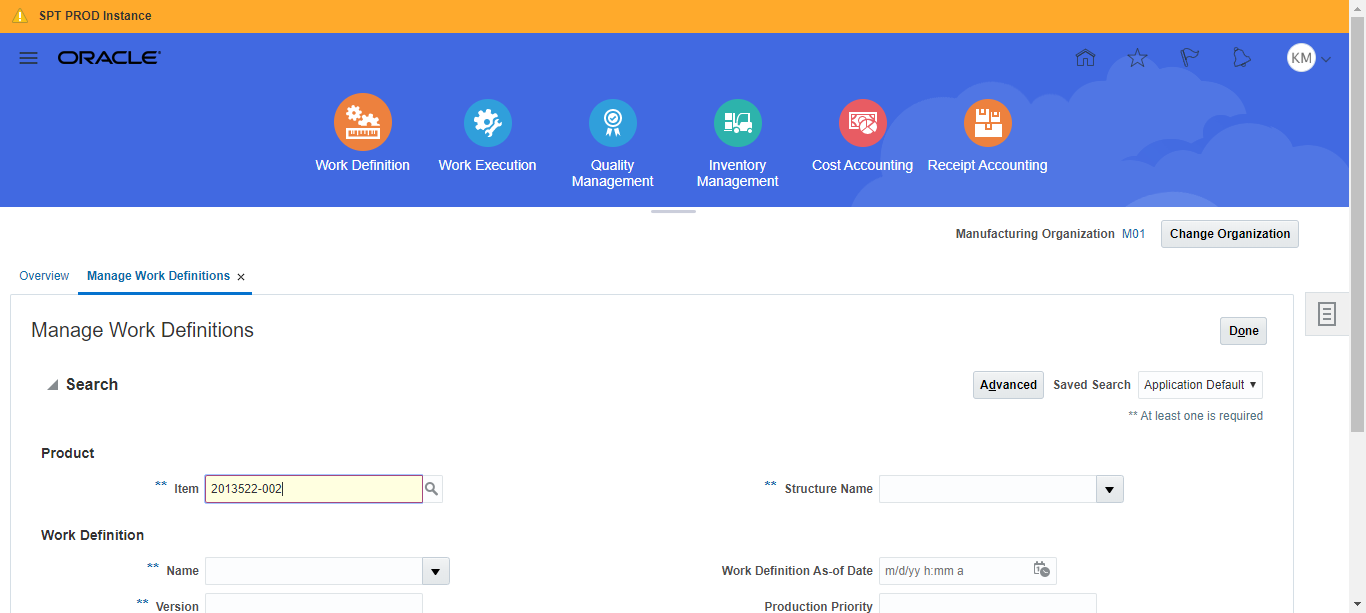 SPT PROD Instance
ORACLE
KM
Work Definition
Work Execution
Quality
Management
Inventory
Management
Cost Accounting
Receipt Accounting
Manufacturing Organization M01
Change Organization
Overview
Manage Work Definitions
Manage Work Definitions
Done
Search
Advanced
Saved Search
Application Default
** At least one is required
Product
** Item 2013522-002
** Structure Name
Work Definition
** Name
Work Definition As-of Date m/d/yy h:mm a
** Version
Production Priority